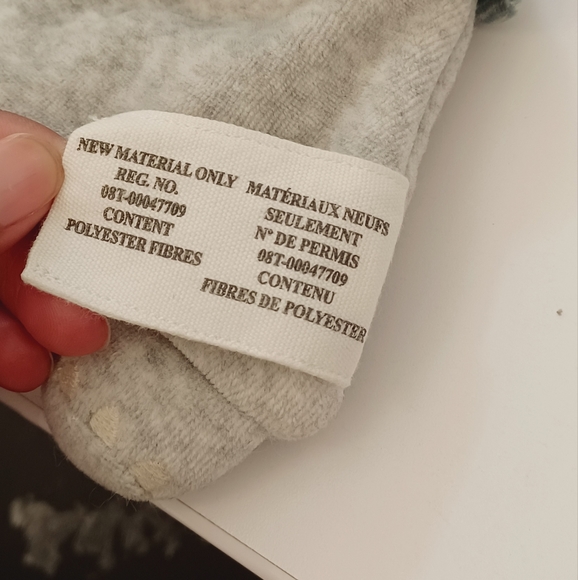 NEW MATERIAL ONLY
REG. NO.
08T-00047709
CONTENT
POLYESTER FIBRES
MATÉRIAUX NEUFS
SEULEMENT
N° DE PERMIS
08T-00047709
CONTENU
FIBRES DE POLYESTER